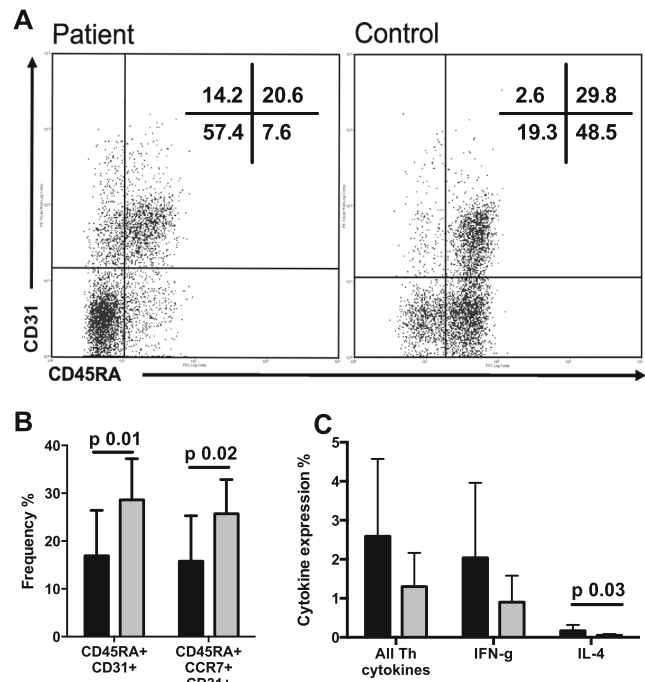 A
Patient
Control
14.2 20.6
57.4 7.6
2.6 29.8
19.3 48.5
CD31
CD45RA
B
p 0.01
p 0.02
Frequency %
40
30
20
10
0
CD45RA+
CD31+
CD45RA+
CCR7+
CD31+
C
Cytokine expression %
5
4
3
2
1
0
p 0.03
All Th
cytokines
IFN-g
IL-4